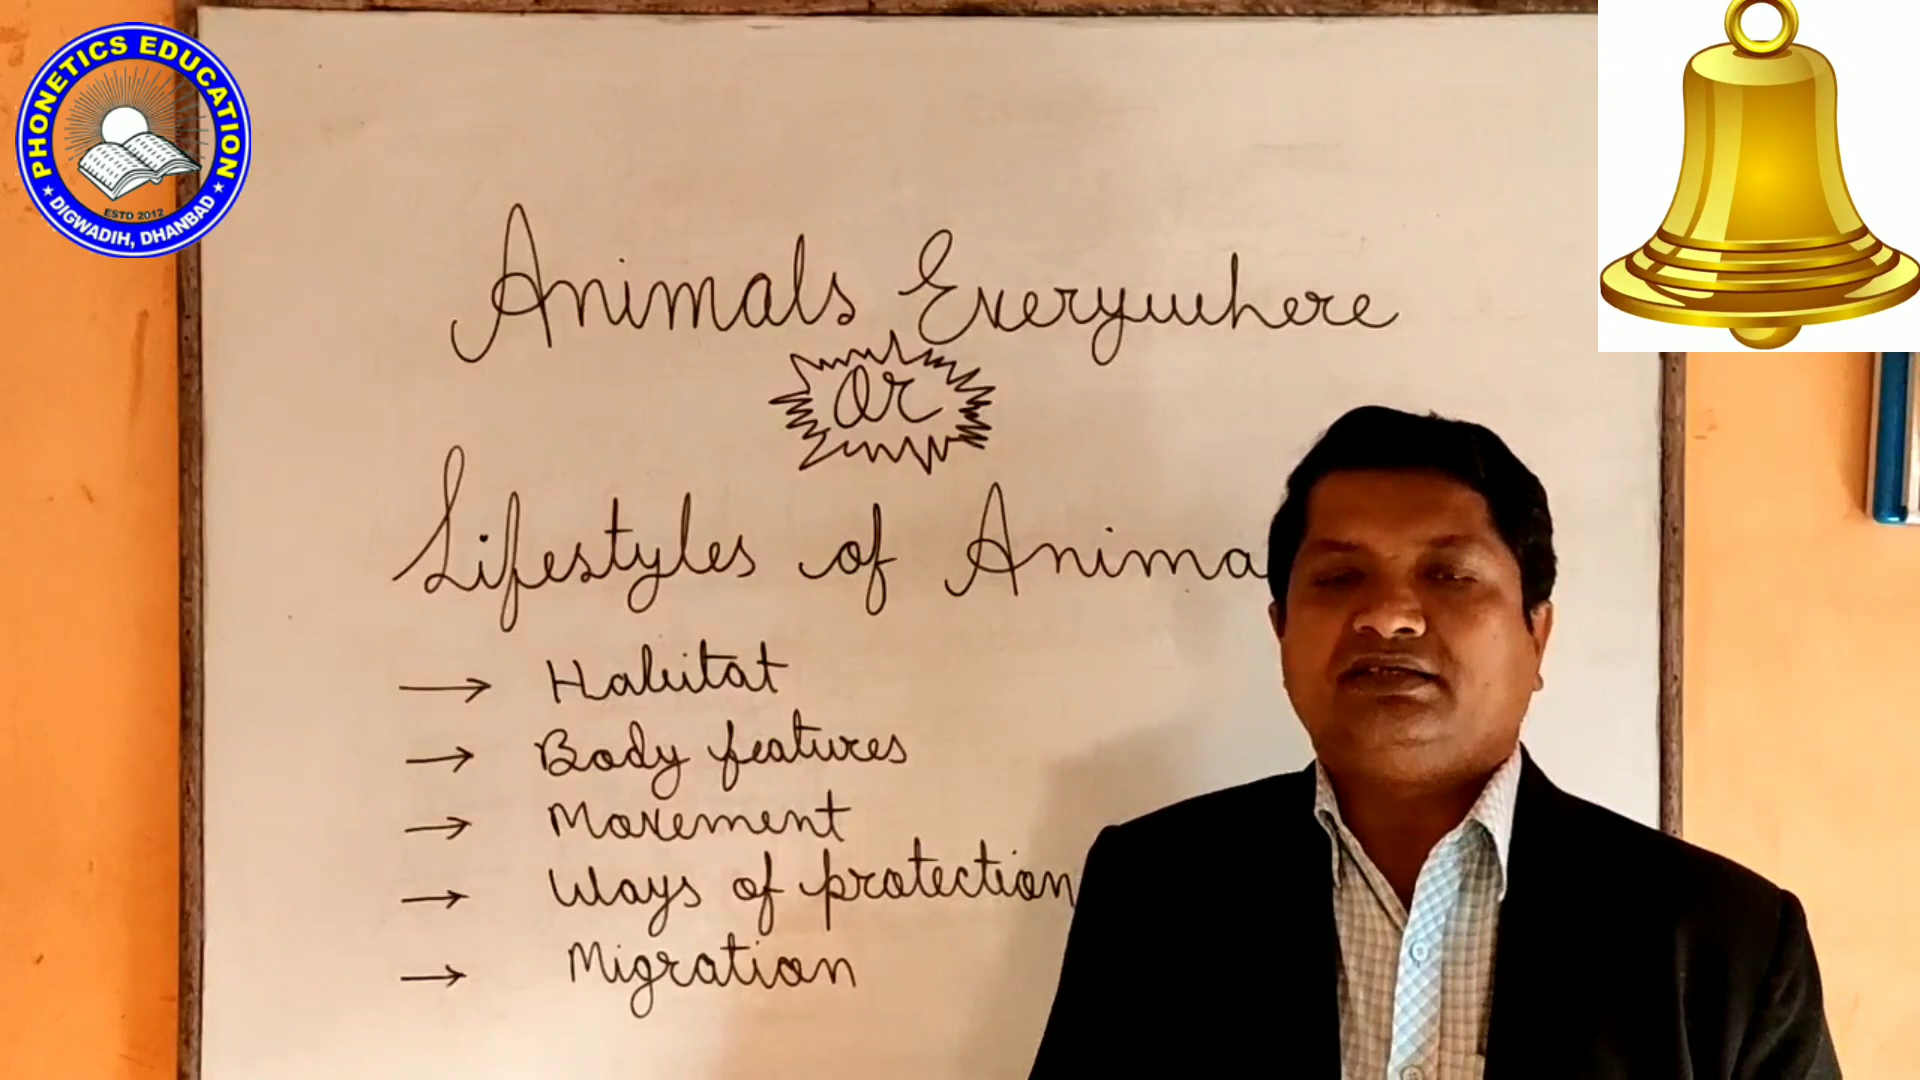 PHONETICS EDUCATION
ESTD 2012
DIGWADIH, DHANBAD
Animals Everywhere
Or
Lifestyles of Anima
→ Habitat
→ Body features
→ Movement
→ Ways of protection
→ Migration